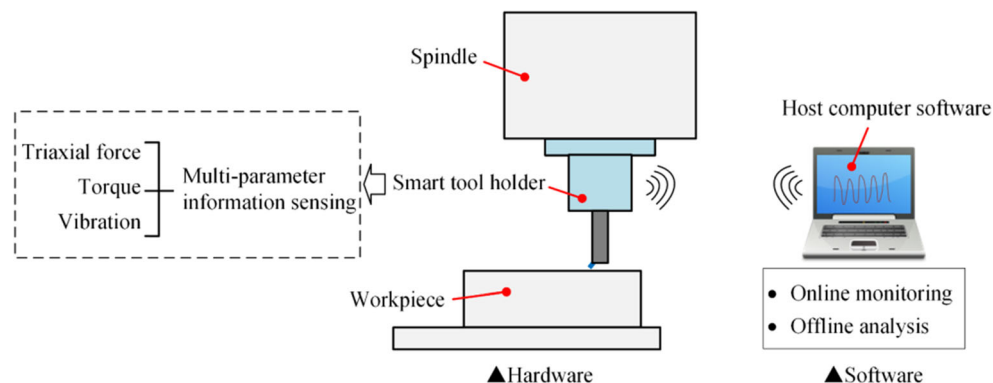 Spindle
Host computer software
Triaxial force
Torque
Vibration
Multi-parameter
information sensing
Smart tool holder
Workpiece
• Online monitoring
• Offline analysis
▲Hardware
▲Software